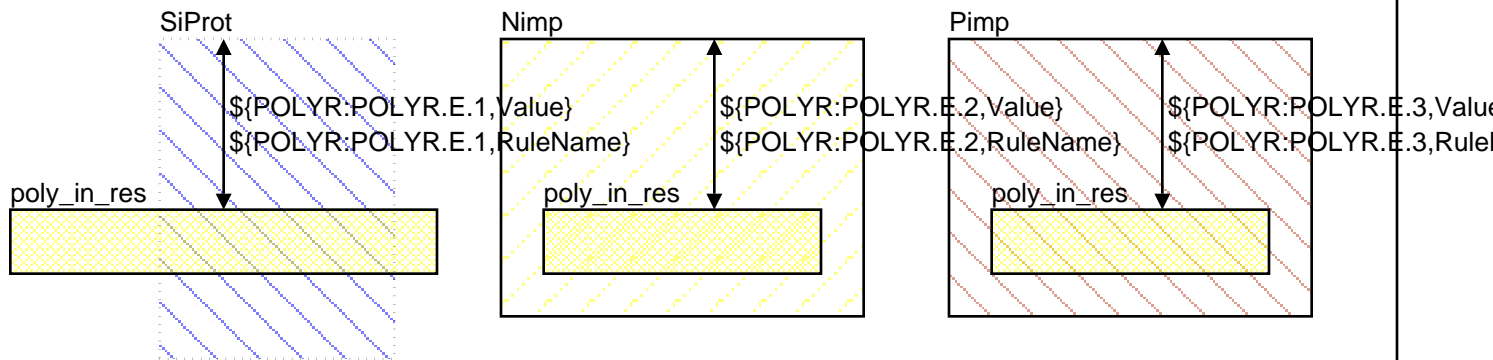 SiProt
Nimp
Pimp
${POLYR:POLYR.E.1,Value}
${POLYR:POLYR.E.1,RuleName}
${POLYR:POLYR.E.2,Value}
${POLYR:POLYR.E.2,RuleName}
${POLYR:POLYR.E.3,Value
${POLYR:POLYR.E.3,Rule
poly_in_res
poly_in_res
poly_in_res